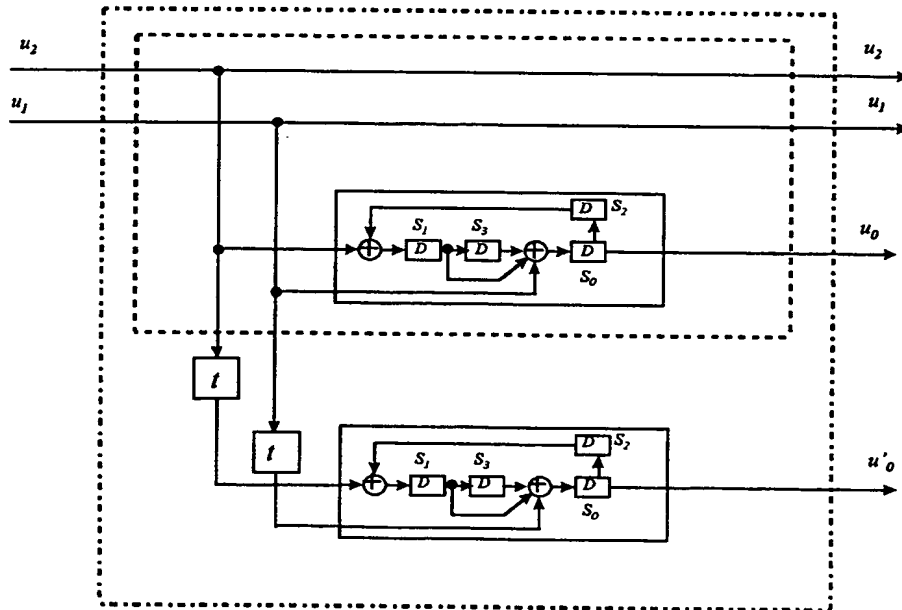 u2 u2
u1 u1
D S2
S1 S3
D D D u0
S0
t
t
D S2
S1 S3
D D D u'0
S0